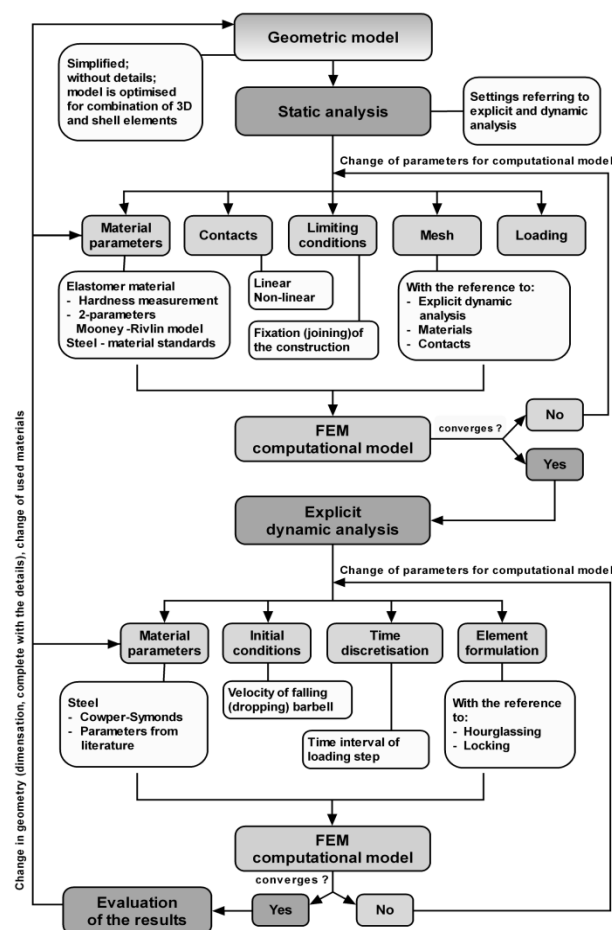 Geometric model
Simplified;
without details;
model is optimised
for combination of 3D
and shell elements
Static analysis
Settings referring to
explicit and dynamic
analysis
Change of parameters for computational model
Material
parameters
Contacts
Limiting
conditions
Mesh
Loading
Elastomer material
- Hardness measurement
- 2-parameters
Mooney -Rivlin model
Steel - material standards
Linear
Non-linear
Fixation (joining)of
the construction
With the reference to:
- Explicit dynamic
analysis
- Materials
- Contacts
FEM
computational model
converges ?
No
Yes
Explicit
dynamic analysis
Change of parameters for computational model
Material
parameters
Initial
conditions
Time
discretisation
Element
formulation
Steel
- Cowper-Symonds
- Parameters from
literature
Velocity of falling
(dropping) barbell
Time interval of
loading step
With the reference
to:
- Hourglassing
- Locking
FEM
computational model
converges ?
Yes
No
Evaluation
of the results
Change in geometry (dimensation, complete with the details), change of used materials